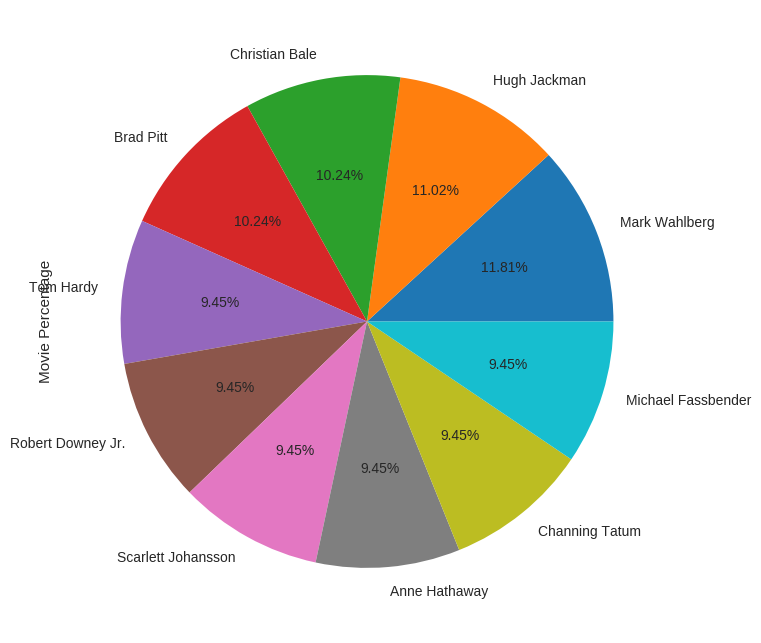 Christian Bale
Hugh Jackman
Brad Pitt
10.24%
11.02%
10.24%
Mark Wahlberg
11.81%
Tom Hardy
9.45%
Movie Percentage
9.45%
9.45%
Michael Fassbender
Robert Downey Jr.
9.45%
9.45%
9.45%
Channing Tatum
Scarlett Johansson
Anne Hathaway